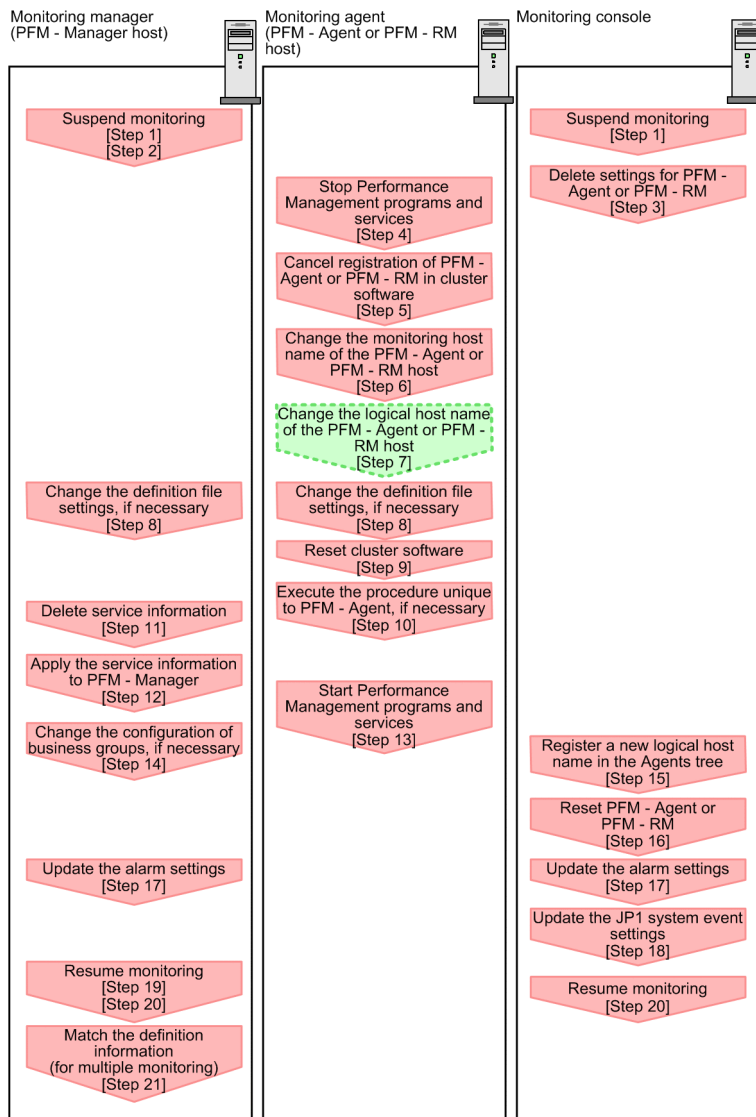 Monitoring manager
(PFM - Manager host)
Monitoring agent
(PFM - Agent or PFM - RM
host)
Monitoring console
Suspend monitoring
[Step 1]
[Step 2]
Suspend monitoring
[Step 1]
Delete settings for PFM -
Agent or PFM - RM
[Step 3]
Stop Performance
Management programs and
services
[Step 4]
Cancel registration of PFM -
Agent or PFM - RM in cluster
software
[Step 5]
Change the monitoring host
name of the PFM - Agent or
PFM - RM host
[Step 6]
Change the logical host name
of the PFM - Agent or PFM -
RM host
[Step 7]
Change the definition file
settings, if necessary
[Step 8]
Change the definition file
settings, if necessary
[Step 8]
Reset cluster software
[Step 9]
Execute the procedure unique
to PFM - Agent, if necessary
[Step 10]
Delete service information
[Step 11]
Apply the service information
to PFM - Manager
[Step 12]
Start Performance
Management programs and
services
[Step 13]
Change the configuration of
business groups, if necessary
[Step 14]
Register a new logical host
name in the Agents tree
[Step 15]
Reset PFM - Agent or
PFM - RM
[Step 16]
Update the alarm settings
[Step 17]
Update the alarm settings
[Step 17]
Update the JP1 system event
settings
[Step 18]
Resume monitoring
[Step 19]
[Step 20]
Resume monitoring
[Step 20]
Match the definition
information
(for multiple monitoring)
[Step 21]